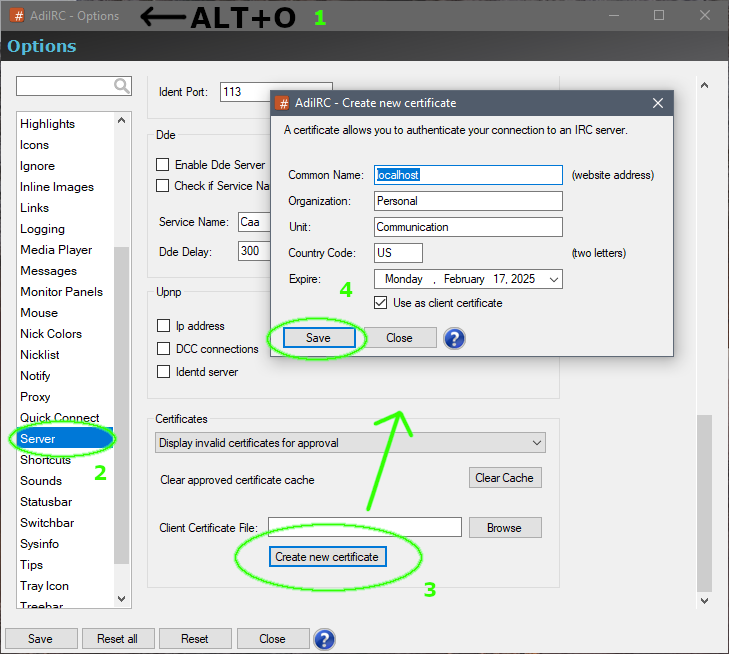 # AdiIRC - Options ALT+O 1
Options
Highlights
Icons
Ignore
Inline Images
Links
Logging
Media Player
Messages
Monitor Panels
Mouse
Nick Colors
Nicklist
Notify
Proxy
Quick Connect
Server
2
Shortcuts
Sounds
Statusbar
Switchbar
Sysinfo
Tips
Tray Icon
Treebar
Ident Port: 113
Dde
Enable Dde Server
Check if Service Na
Service Name: Caa
Dde Delay: 300
Upnp
Ip address
DCC connections
Identd server
# AdiIRC - Create new certificate
A certificate allows you to authenticate your connection to an IRC server.
Common Name: localhost (website address)
Organization: Personal
Unit: Communication
Country Code: US (two letters)
Expire: Monday , February 17, 2025
4
Use as client certificate
Save Close ?
Certificates
Display invalid certificates for approval
Clear approved certificate cache Clear Cache
Client Certificate File: Browse
Create new certificate
3
Save Reset all Reset Close ?